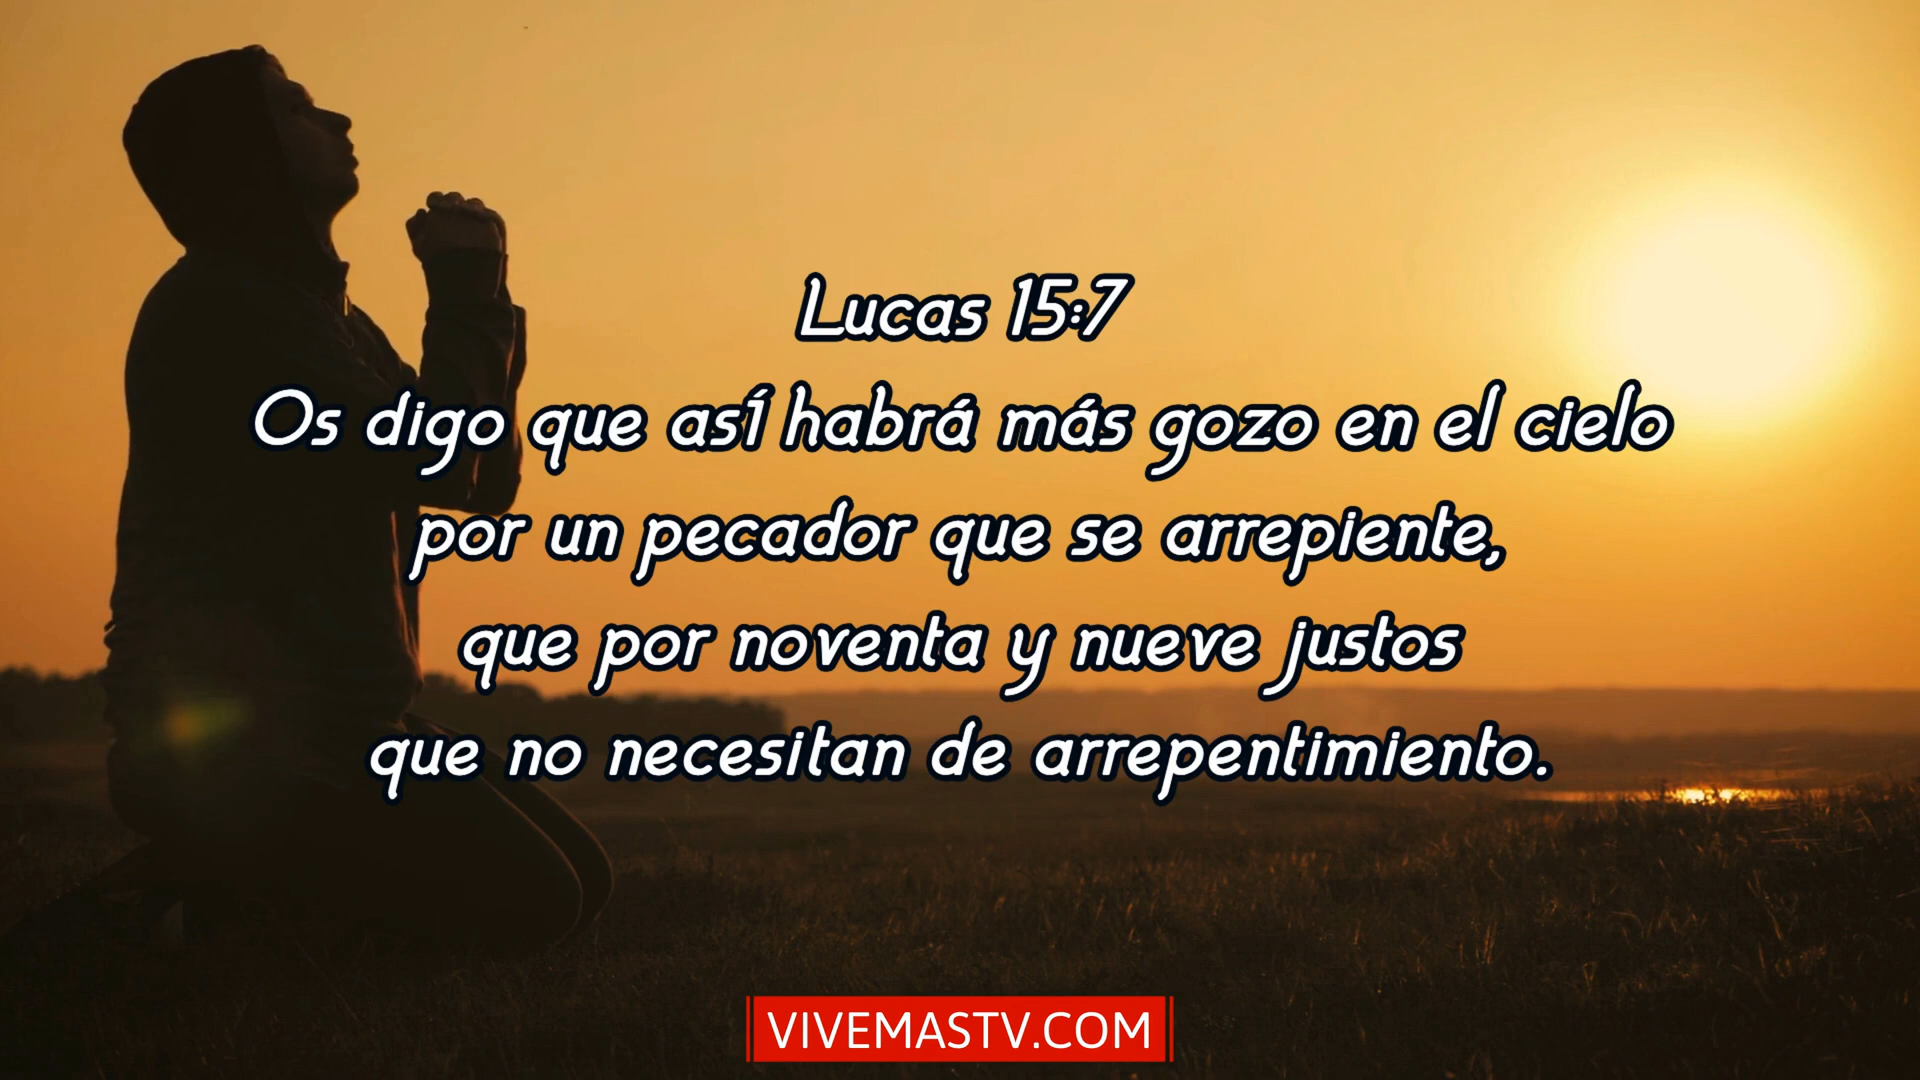 Lucas 15:7
Os digo que así habrá más gozo en el cielo
por un pecador que se arrepiente,
que por noventa y nueve justos
que no necesitan de arrepentimiento.
VIVEMASTV.COM